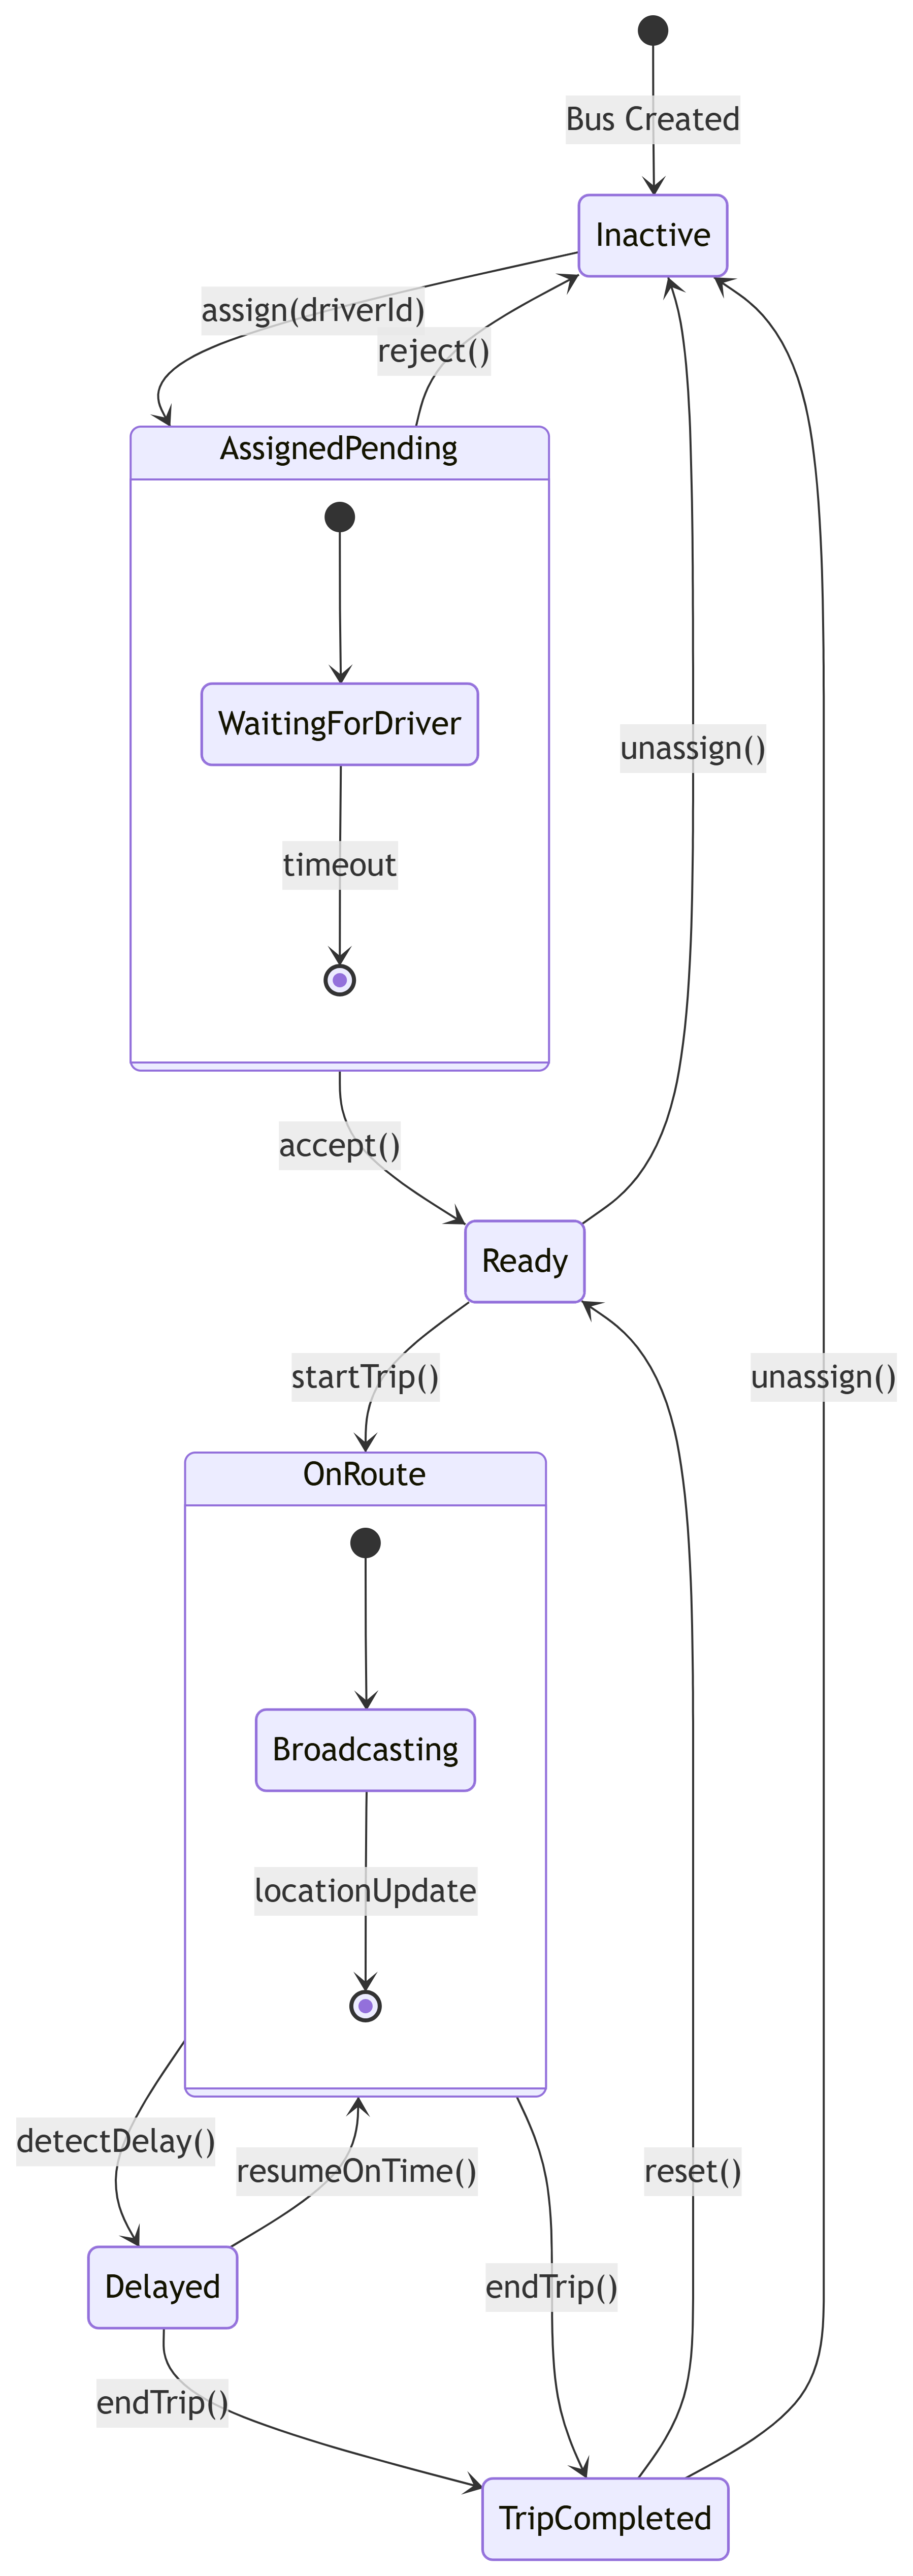 Bus Created
Inactive
assign(driverId)
reject()
AssignedPending
WaitingForDriver
unassign()
timeout
accept()
Ready
startTrip()
unassign()
OnRoute
Broadcasting
locationUpdate
detectDelay()
resumeOnTime()
reset()
Delayed
endTrip()
endTrip()
TripCompleted